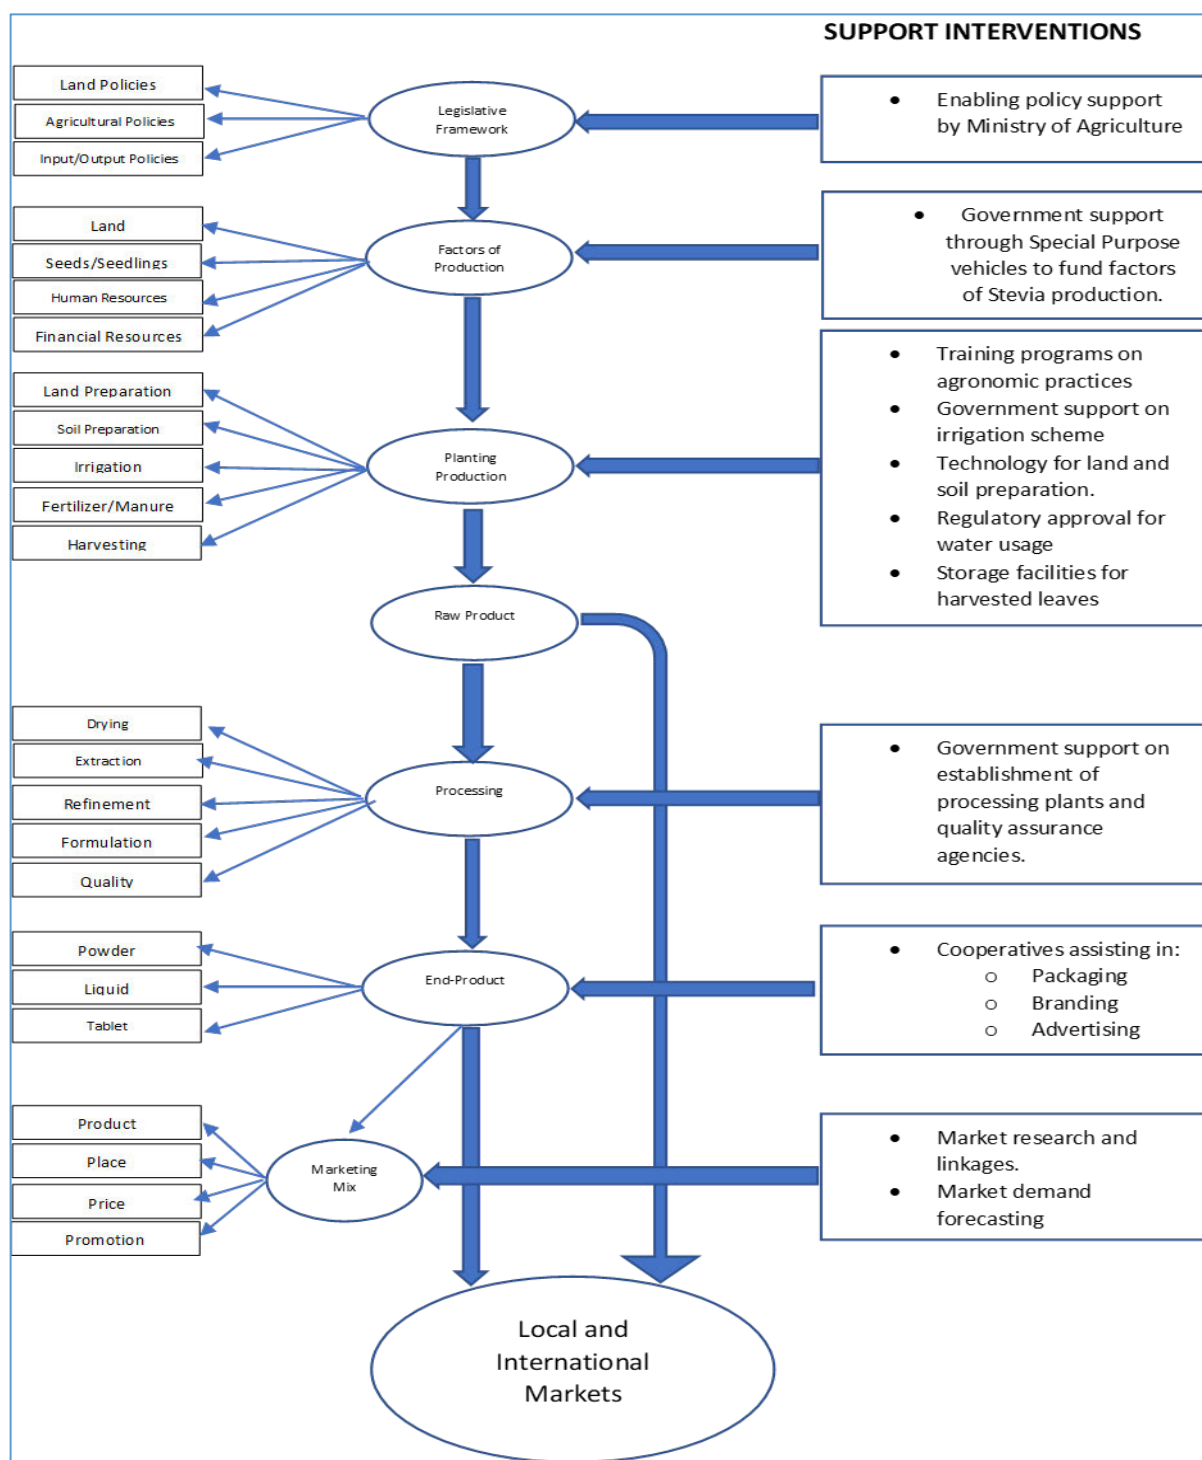 SUPPORT INTERVENTIONS
Land Policies
Agricultural Policies
Input/Output Policies
Legislative
Framework
• Enabling policy support
by Ministry of Agriculture
Land
Seeds/Seedlings
Human Resources
Financial Resources
Factors of
Production
• Government support
through Special Purpose
vehicles to fund factors
of Stevia production.
Land Preparation
Soil Preparation
Irrigation
Fertilizer/Manure
Harvesting
Planting
Production
• Training programs on
agronomic practices
• Government support on
irrigation scheme
• Technology for land and
soil preparation.
• Regulatory approval for
water usage
• Storage facilities for
harvested leaves
Raw Product
Drying
Extraction
Refinement
Formulation
Quality
Processing
• Government support on
establishment of
processing plants and
quality assurance
agencies.
Powder
Liquid
Tablet
End-Product
• Cooperatives assisting in:
o Packaging
o Branding
o Advertising
Product
Place
Price
Promotion
Marketing
Mix
• Market research and
linkages.
• Market demand
forecasting
Local and
International
Markets